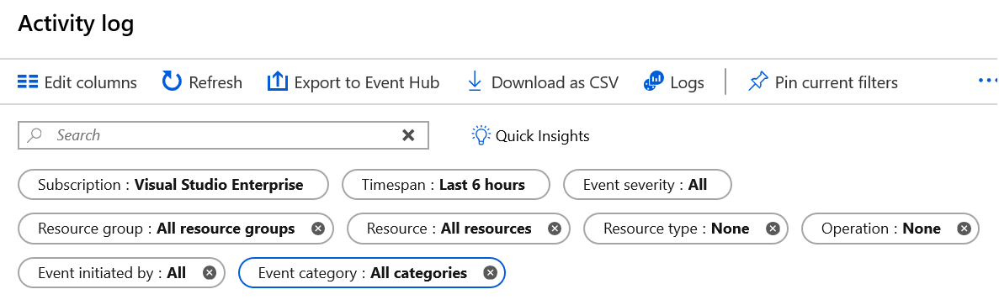 Activity log
Edit columns Refresh Export to Event Hub Download as CSV Logs Pin current filters
Search Quick Insights
Subscription : Visual Studio Enterprise Timespan : Last 6 hours Event severity : All
Resource group : All resource groups Resource : All resources Resource type : None Operation : None
Event initiated by : All Event category : All categories